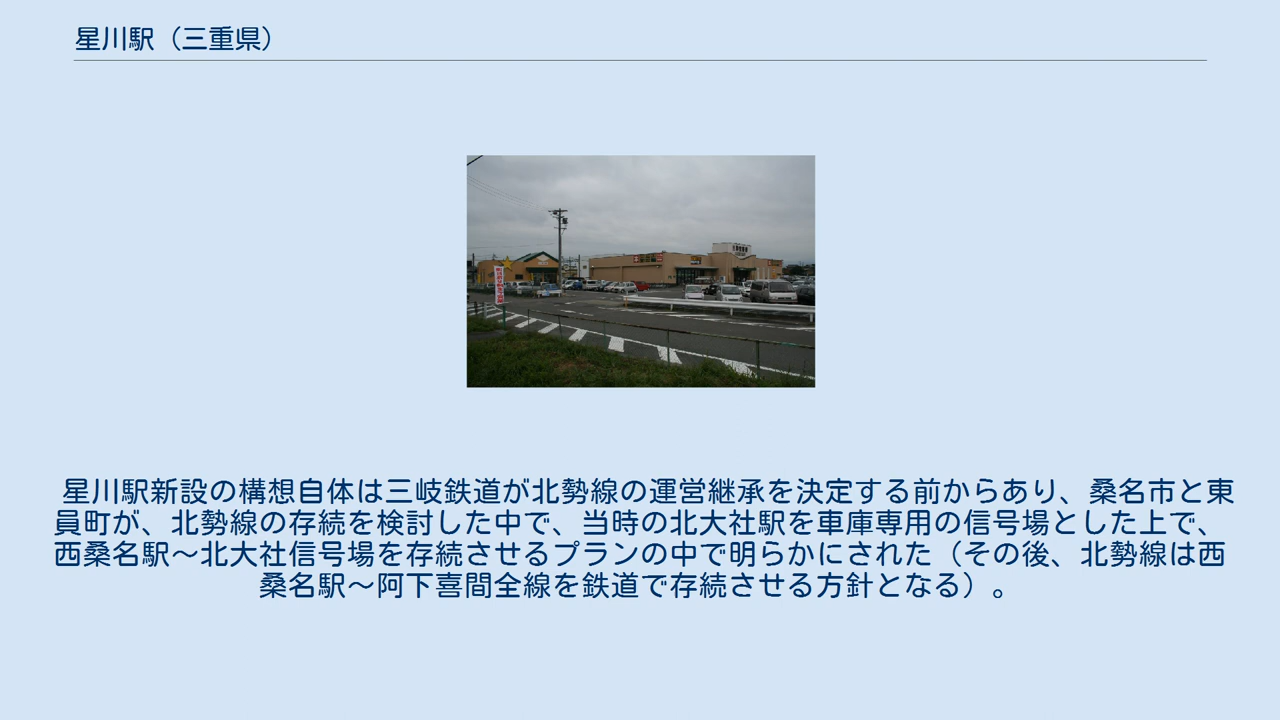 星川駅（三重県）
星川駅新設の構想自体は三岐鉄道が北勢線の運営継承を決定する前からあり、桑名市と東
員町が、北勢線の存続を検討した中で、当時の北大社駅を車庫専用の信号場とした上で、
西桑名駅～北大社信号場を存続させるプランの中で明らかにされた（その後、北勢線は西
桑名駅～阿下喜間全線を鉄道で存続させる方針となる）。